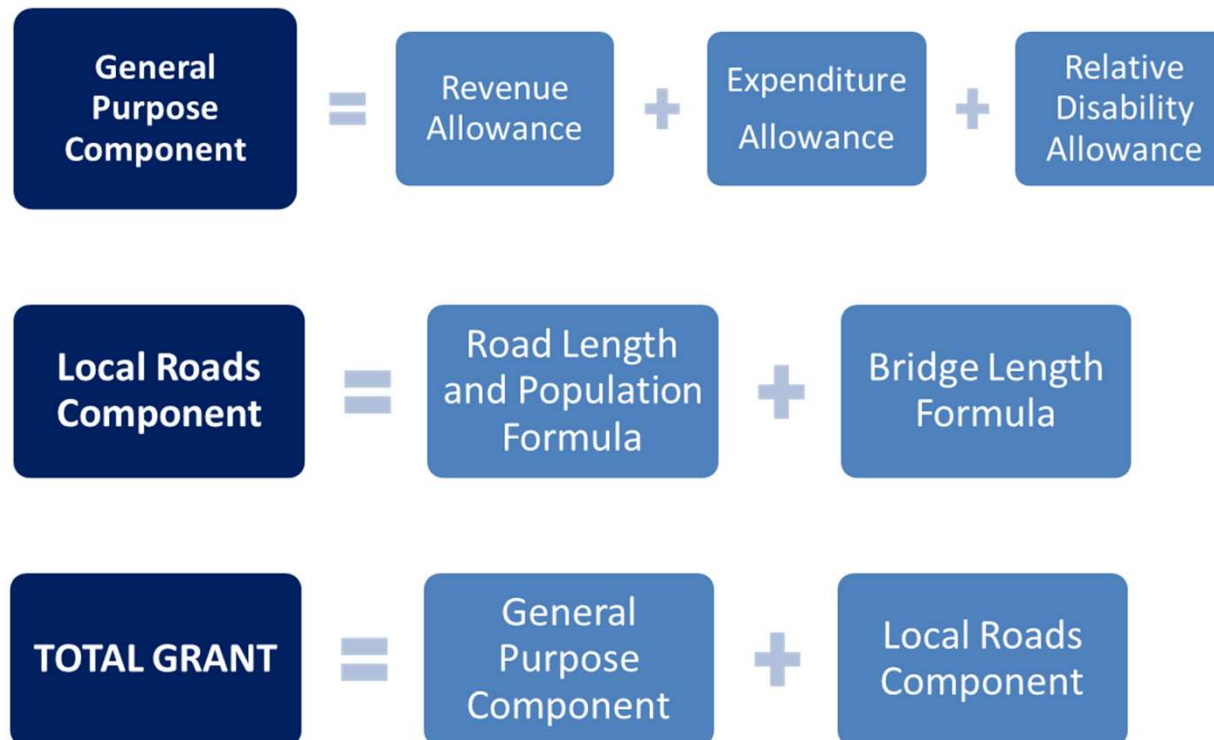 General
Purpose
Component
=
Revenue
Allowance
+
Expenditure
Allowance
+
Relative
Disability
Allowance
Local Roads
Component
=
Road Length
and Population
Formula
+
Bridge Length
Formula
TOTAL GRANT
=
General
Purpose
Component
+
Local Roads
Component